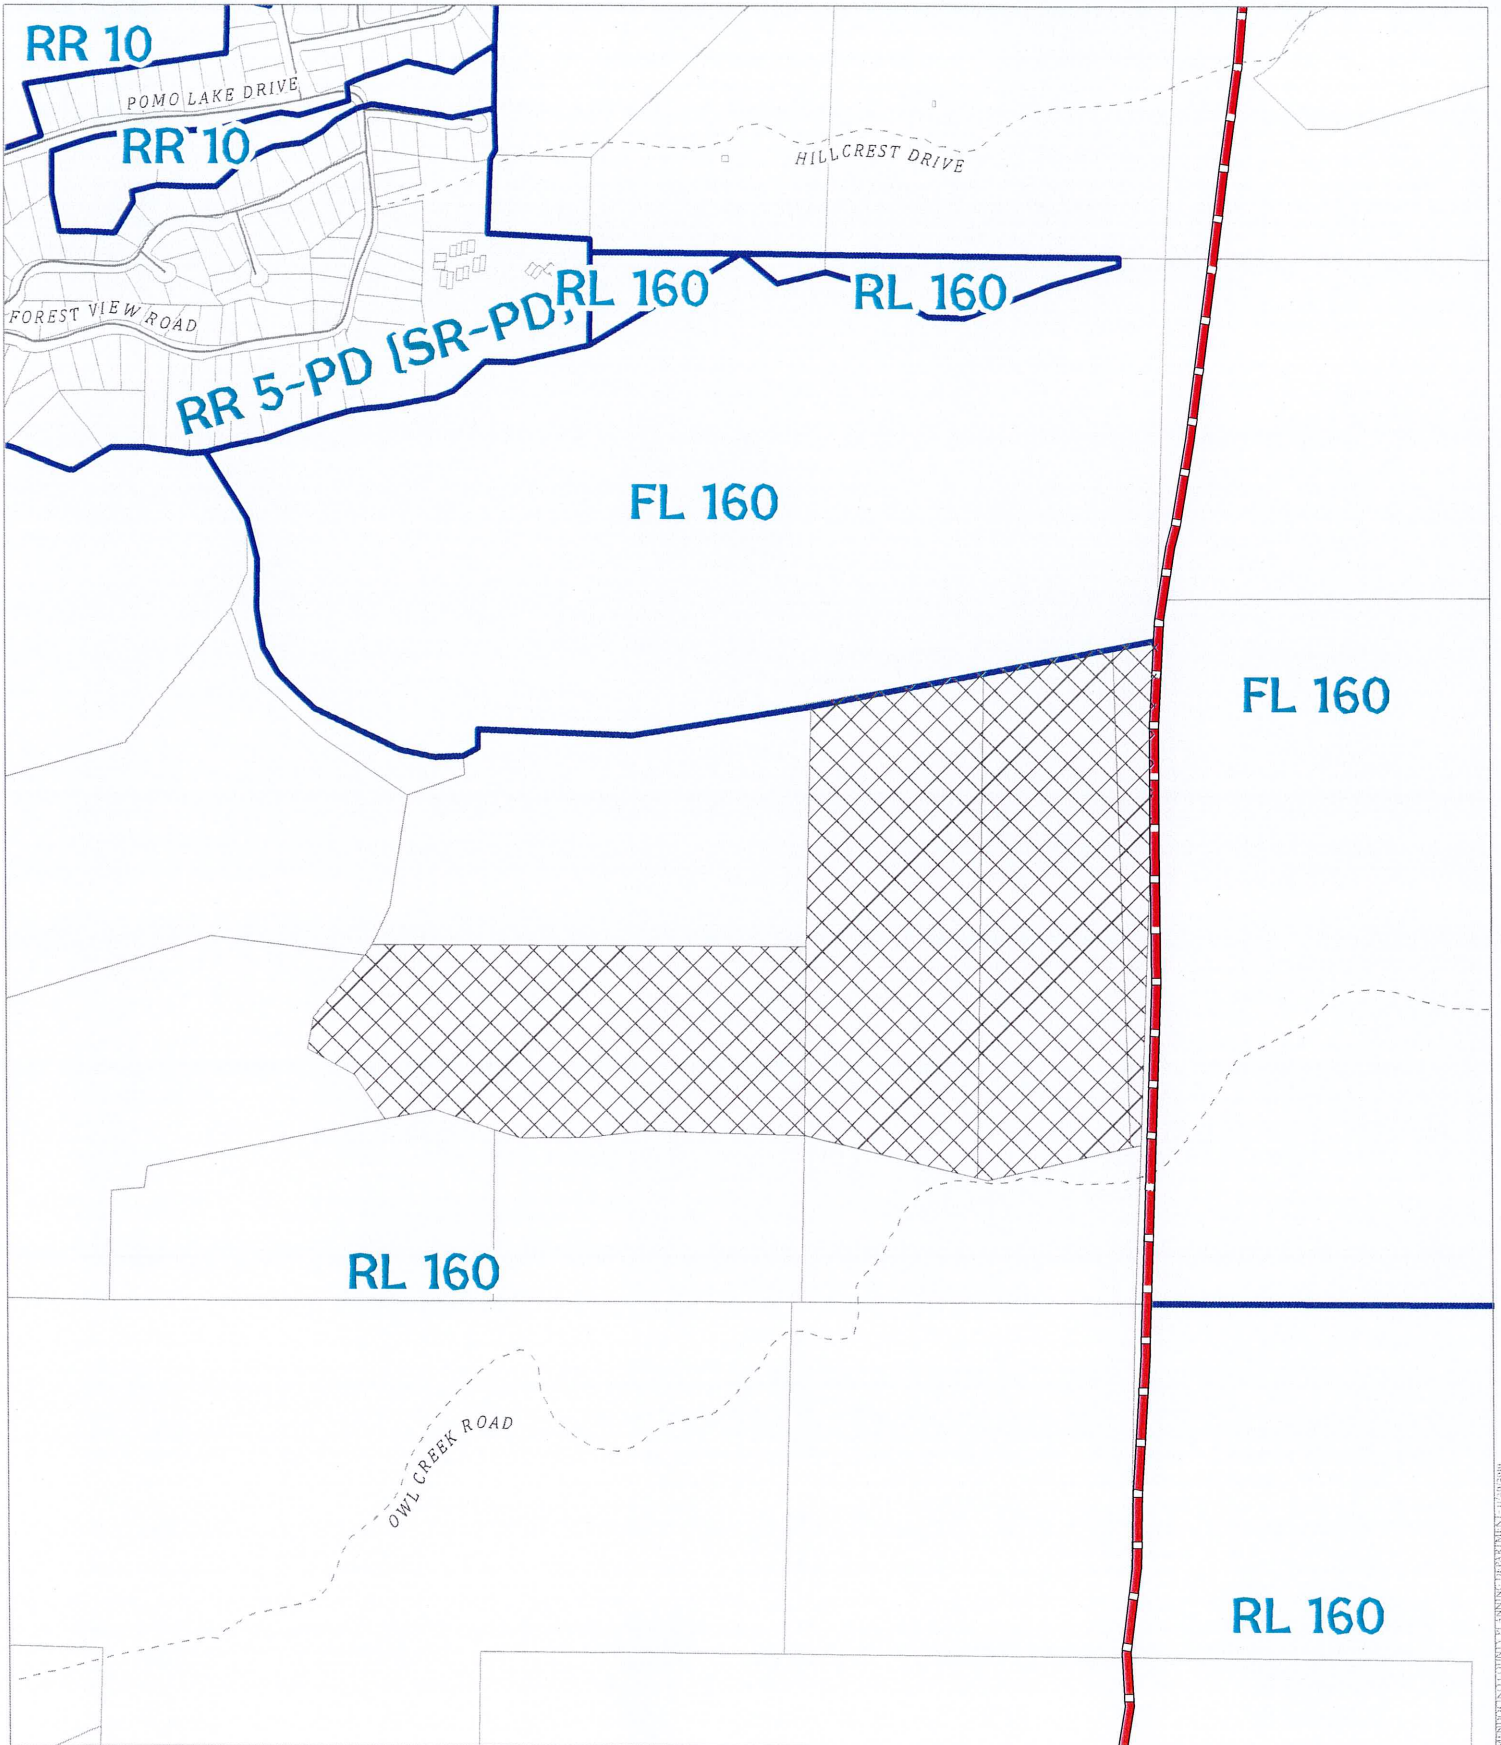 RR 10
POMO LAKE DRIVE
RR 10
HILLCREST DRIVE
RL 160
RL 160
FOREST VIEW ROAD
RR 5-PD (SR-PD)
FL 160
FL 160
RL 160
OWL CREEK ROAD
RL 160